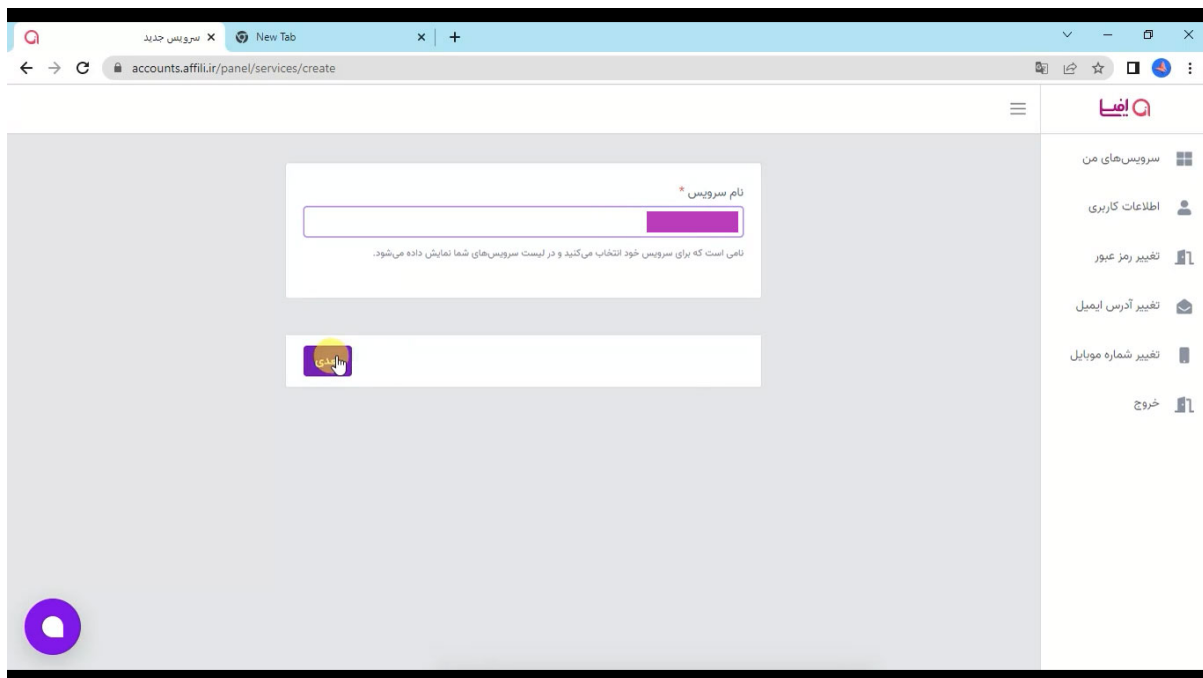 سرویس جدید
New Tab
accounts.affili.ir/panel/services/create
افیلی
سرویس‌های من
اطلاعات کاربری
تغییر رمز عبور
تغییر آدرس ایمیل
تغییر شماره موبایل
خروج
نام سرویس *
نامی است که برای سرویس خود انتخاب می‌کنید و در لیست سرویس‌های شما نمایش داده می‌شود.